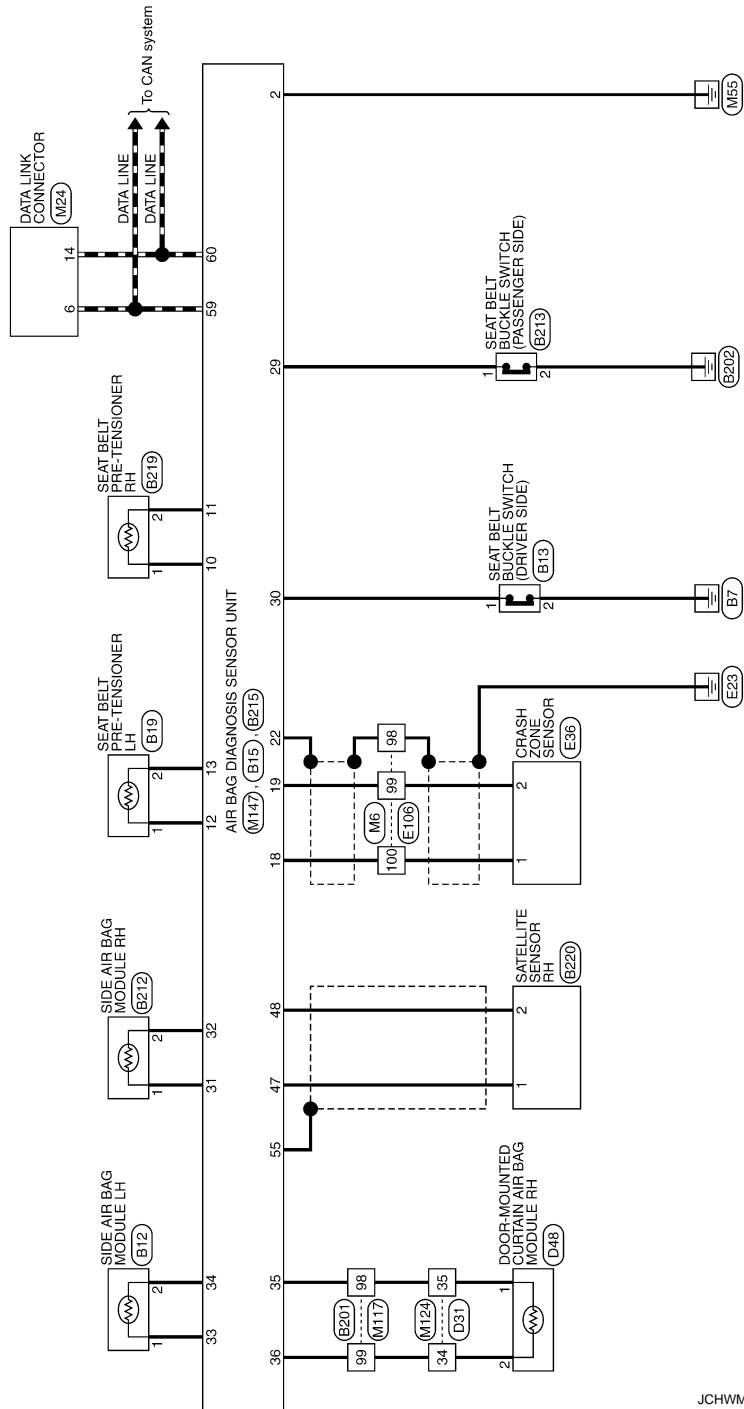 SIDE AIR BAG
MODULE LH
B12
1
2
33
34
SIDE AIR BAG
MODULE RH
B212
1
2
31
32
SEAT BELT
PRE-TENSIONER
LH
B19
1
2
12
13
SEAT BELT
PRE-TENSIONER
RH
B219
1
2
10
11
DATA LINK
CONNECTOR
M24
6
14
DATA LINE
DATA LINE
To CAN system
59
60
AIR BAG DIAGNOSIS SENSOR UNIT
M147 , B15 , B215
36
35
55
47
48
18
19
22
30
29
2
99
B201
M117
98
34
M124
D31
35
2
1
DOOR-MOUNTED
CURTAIN AIR BAG
MODULE RH
D48
1
2
SATELLITE
SENSOR
RH
B220
100
M6
E106
99
98
1
2
CRASH
ZONE
SENSOR
E36
E23
1
2
SEAT BELT
BUCKLE SWITCH
(DRIVER SIDE)
B13
B7
1
2
SEAT BELT
BUCKLE SWITCH
(PASSENGER SIDE)
B213
B202
M55
JCHWM